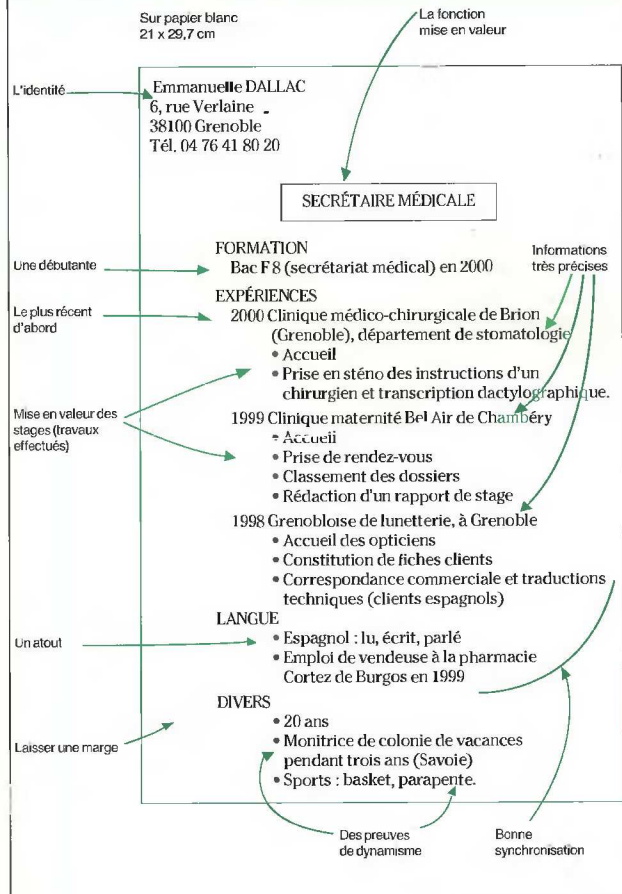 Sur papier blanc
21 x 29,7 cm
La fonction
mise en valeur
L'identité
Emmanuelle DALLAC
6, rue Verlaine
38100 Grenoble
Tél. 04 76 41 80 20
SECRÉTAIRE MÉDICALE
FORMATION
Une débutante
Bac F 8 (secrétariat médical) en 2000
Informations
très précises
EXPÉRIENCES
Le plus récent
d'abord
2000 Clinique médico-chirurgicale de Brion
(Grenoble), département de stomatologie
• Accueil
• Prise en sténo des instructions d'un
chirurgien et transcription dactylographique.
Mise en valeur des
stages (travaux
effectués)
1999 Clinique maternité Bel Air de Chambéry
• Accueil
• Prise de rendez-vous
• Classement des dossiers
• Rédaction d'un rapport de stage
1998 Grenobloise de lunetterie, à Grenoble
• Accueil des opticiens
• Constitution de fiches clients
• Correspondance commerciale et traductions
techniques (clients espagnols)
LANGUE
Un atout
• Espagnol : lu, écrit, parlé
• Emploi de vendeuse à la pharmacie
Cortez de Burgos en 1999
DIVERS
Laisser une marge
• 20 ans
• Monitrice de colonie de vacances
pendant trois ans (Savoie)
• Sports : basket, parapente.
Des preuves
de dynamisme
Bonne
synchronisation